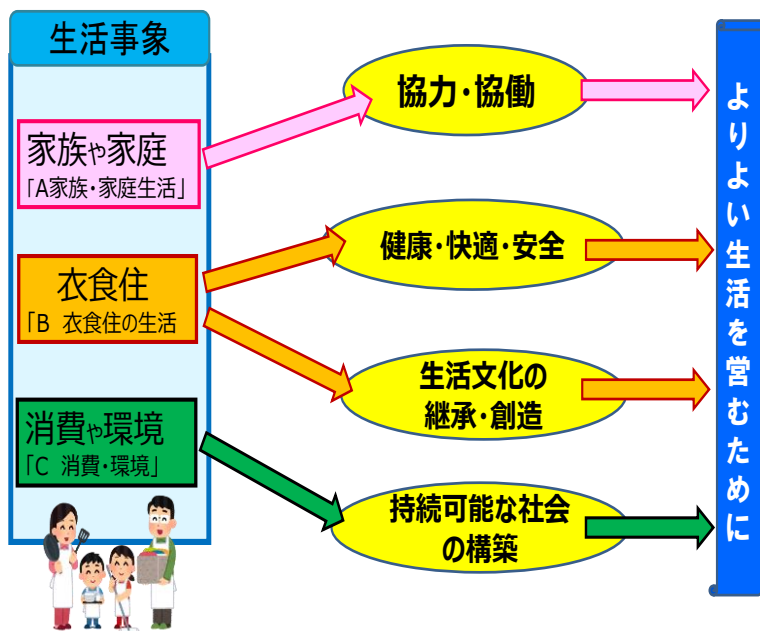 生活事象
家族や家庭
「A家族・家庭生活」
衣食住
「B 衣食住の生活
消費や環境
「C 消費・環境」
協力・協働
健康・快適・安全
生活文化の
継承・創造
持続可能な社会
の構築
よりよい生活を営むために